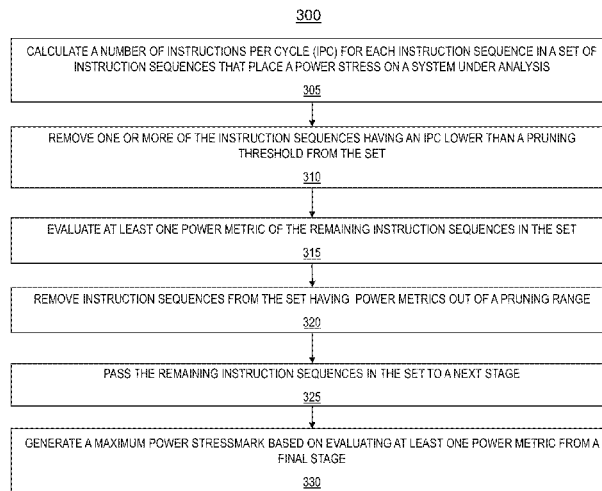 300
CALCULATE A NUMBER OF INSTRUCTIONS PER CYCLE (IPC) FOR EACH INSTRUCTION SEQUENCE IN A SET OF
INSTRUCTION SEQUENCES THAT PLACE A POWER STRESS ON A SYSTEM UNDER ANALYSIS
305
REMOVE ONE OR MORE OF THE INSTRUCTION SEQUENCES HAVING AN IPC LOWER THAN A PRUNING
THRESHOLD FROM THE SET
310
EVALUATE AT LEAST ONE POWER METRIC OF THE REMAINING INSTRUCTION SEQUENCES IN THE SET
315
REMOVE INSTRUCTION SEQUENCES FROM THE SET HAVING POWER METRICS OUT OF A PRUNING RANGE
320
PASS THE REMAINING INSTRUCTION SEQUENCES IN THE SET TO A NEXT STAGE
325
GENERATE A MAXIMUM POWER STRESSMARK BASED ON EVALUATING AT LEAST ONE POWER METRIC FROM A
FINAL STAGE
330